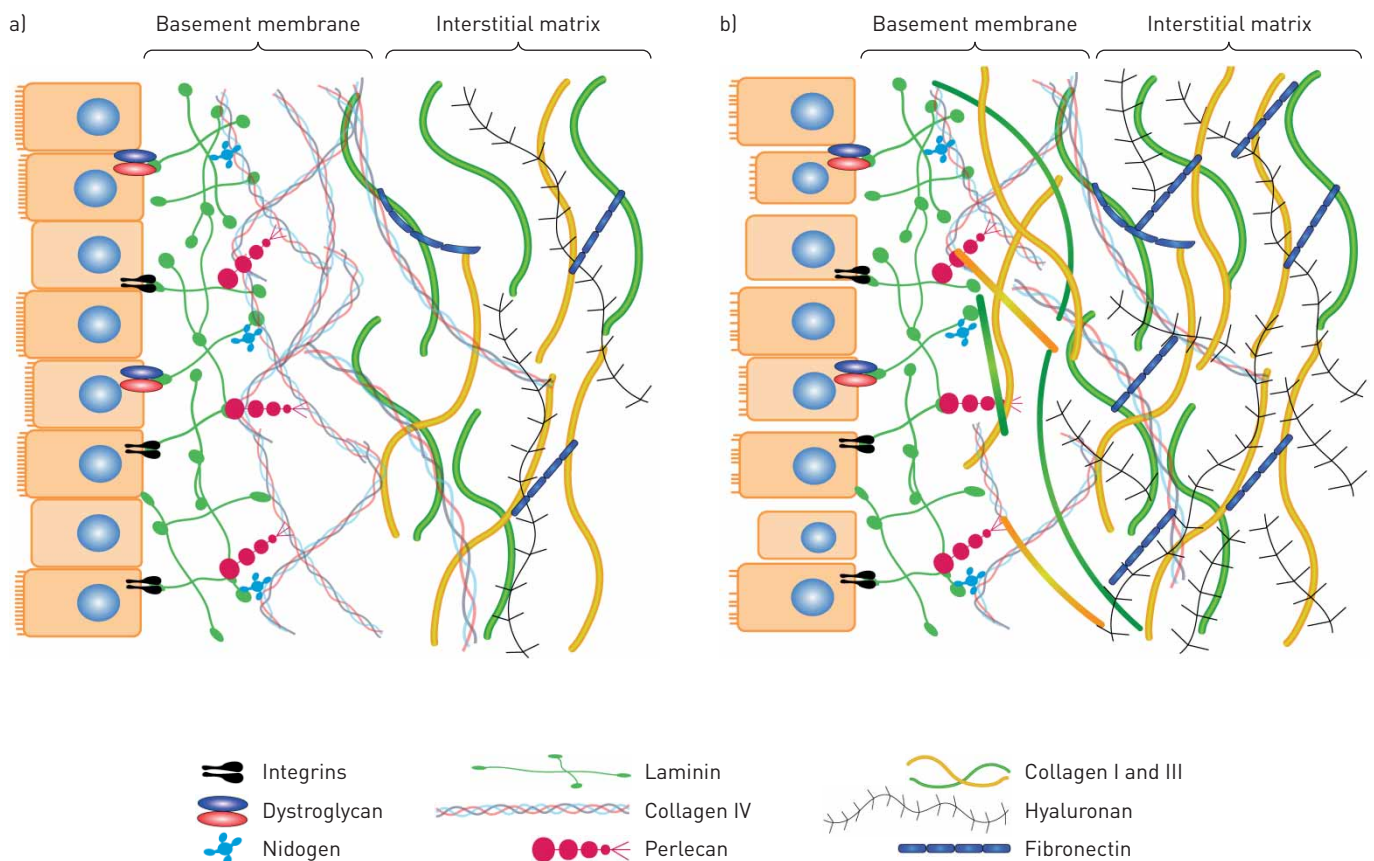 a)
Basement membrane
Interstitial matrix
b)
Basement membrane
Interstitial matrix
Integrins
Laminin
Collagen I and III
Dystroglycan
Collagen IV
Hyaluronan
Nidogen
Perlecan
Fibronectin